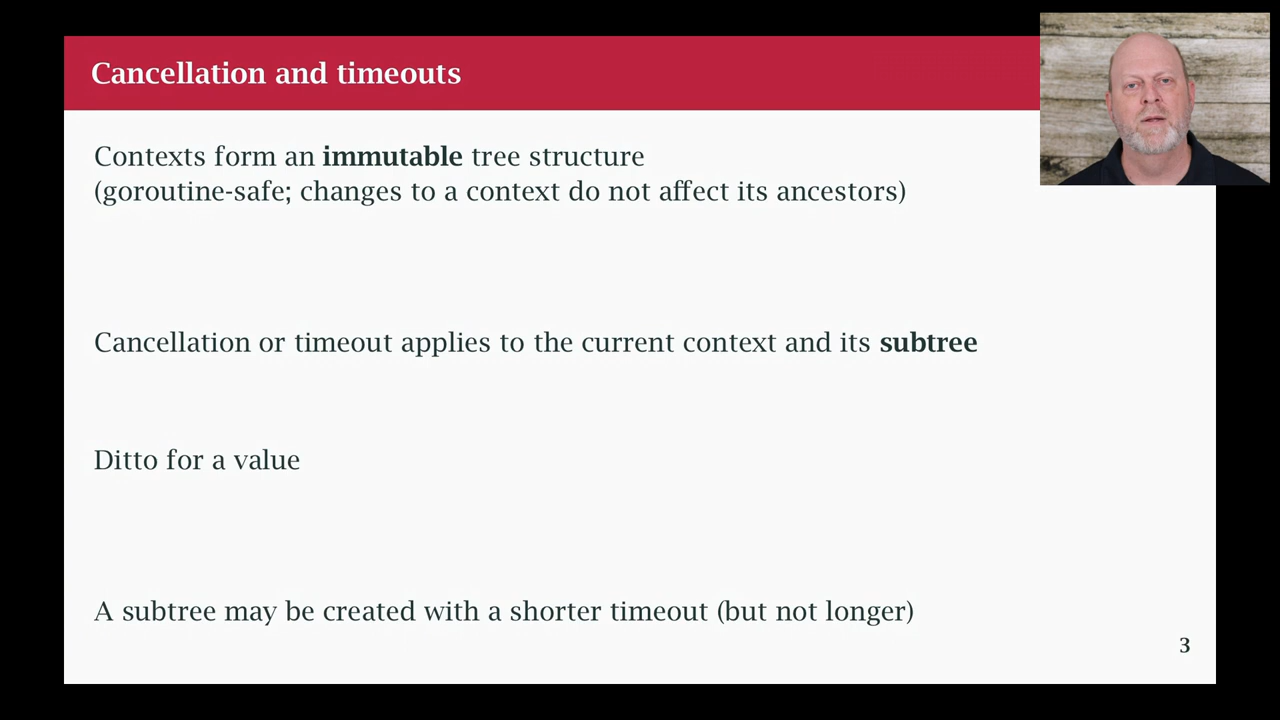 Cancellation and timeouts
Contexts form an immutable tree structure
(goroutine-safe; changes to a context do not affect its ancestors)
Cancellation or timeout applies to the current context and its subtree
Ditto for a value
A subtree may be created with a shorter timeout (but not longer)
3